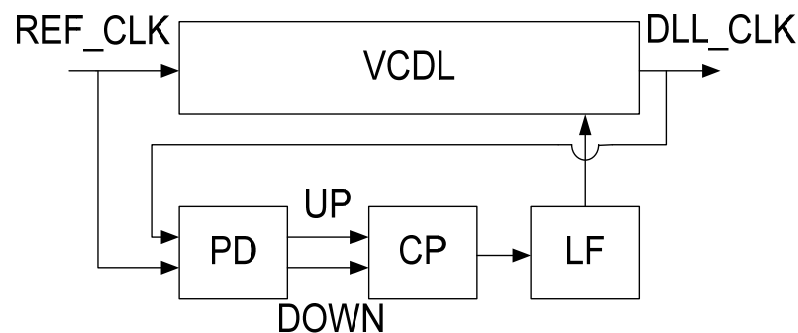 REF_CLK
VCDL
DLL_CLK
UP
PD
CP
LF
DOWN